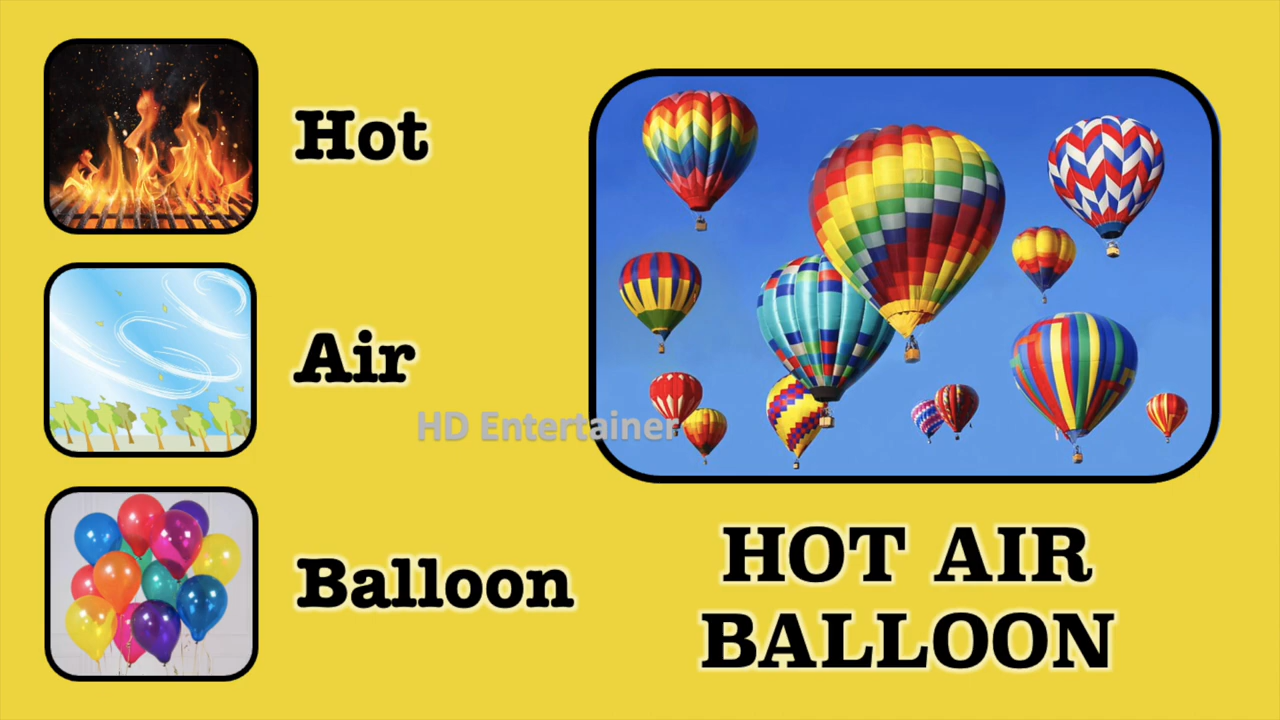 Hot
Air
HD Entertainer
Balloon
HOT AIR
BALLOON